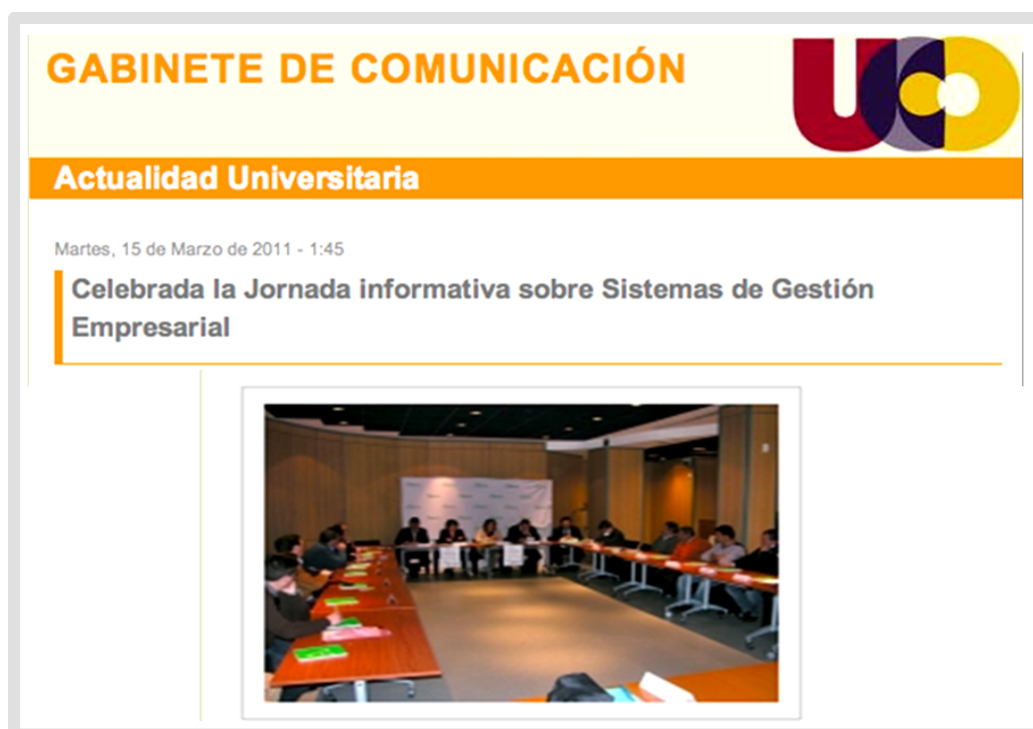 GABINETE DE COMUNICACIÓN
UCO
Actualidad Universitaria
Martes, 15 de Marzo de 2011 - 1:45
Celebrada la Jornada informativa sobre Sistemas de Gestión
Empresarial